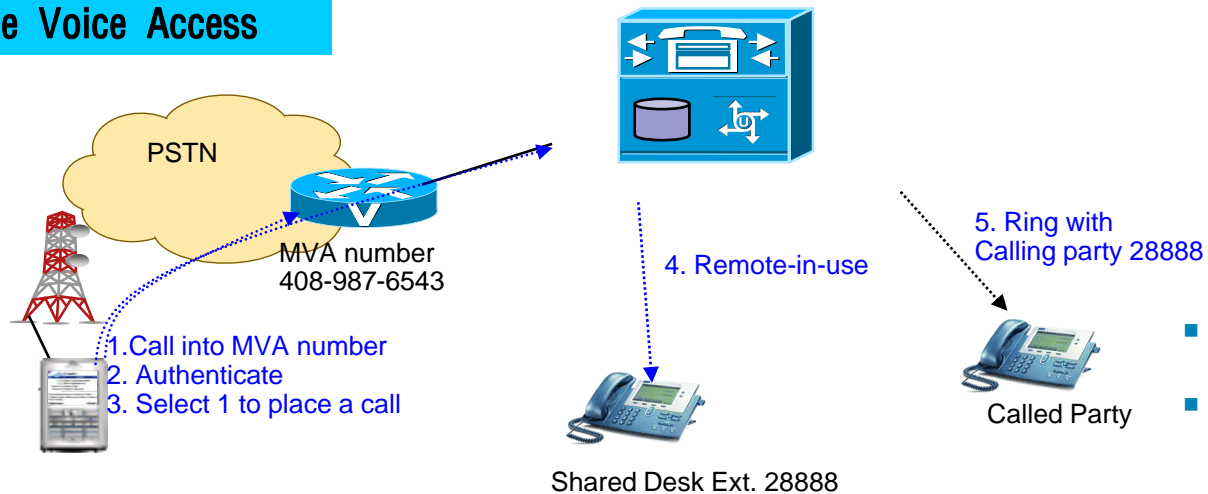 e Voice Access
PSTN
MVA number
408-987-6543
1.Call into MVA number
2. Authenticate
3. Select 1 to place a call
4. Remote-in-use
5. Ring with
Calling party 28888
Called Party
Shared Desk Ext. 28888
V
U